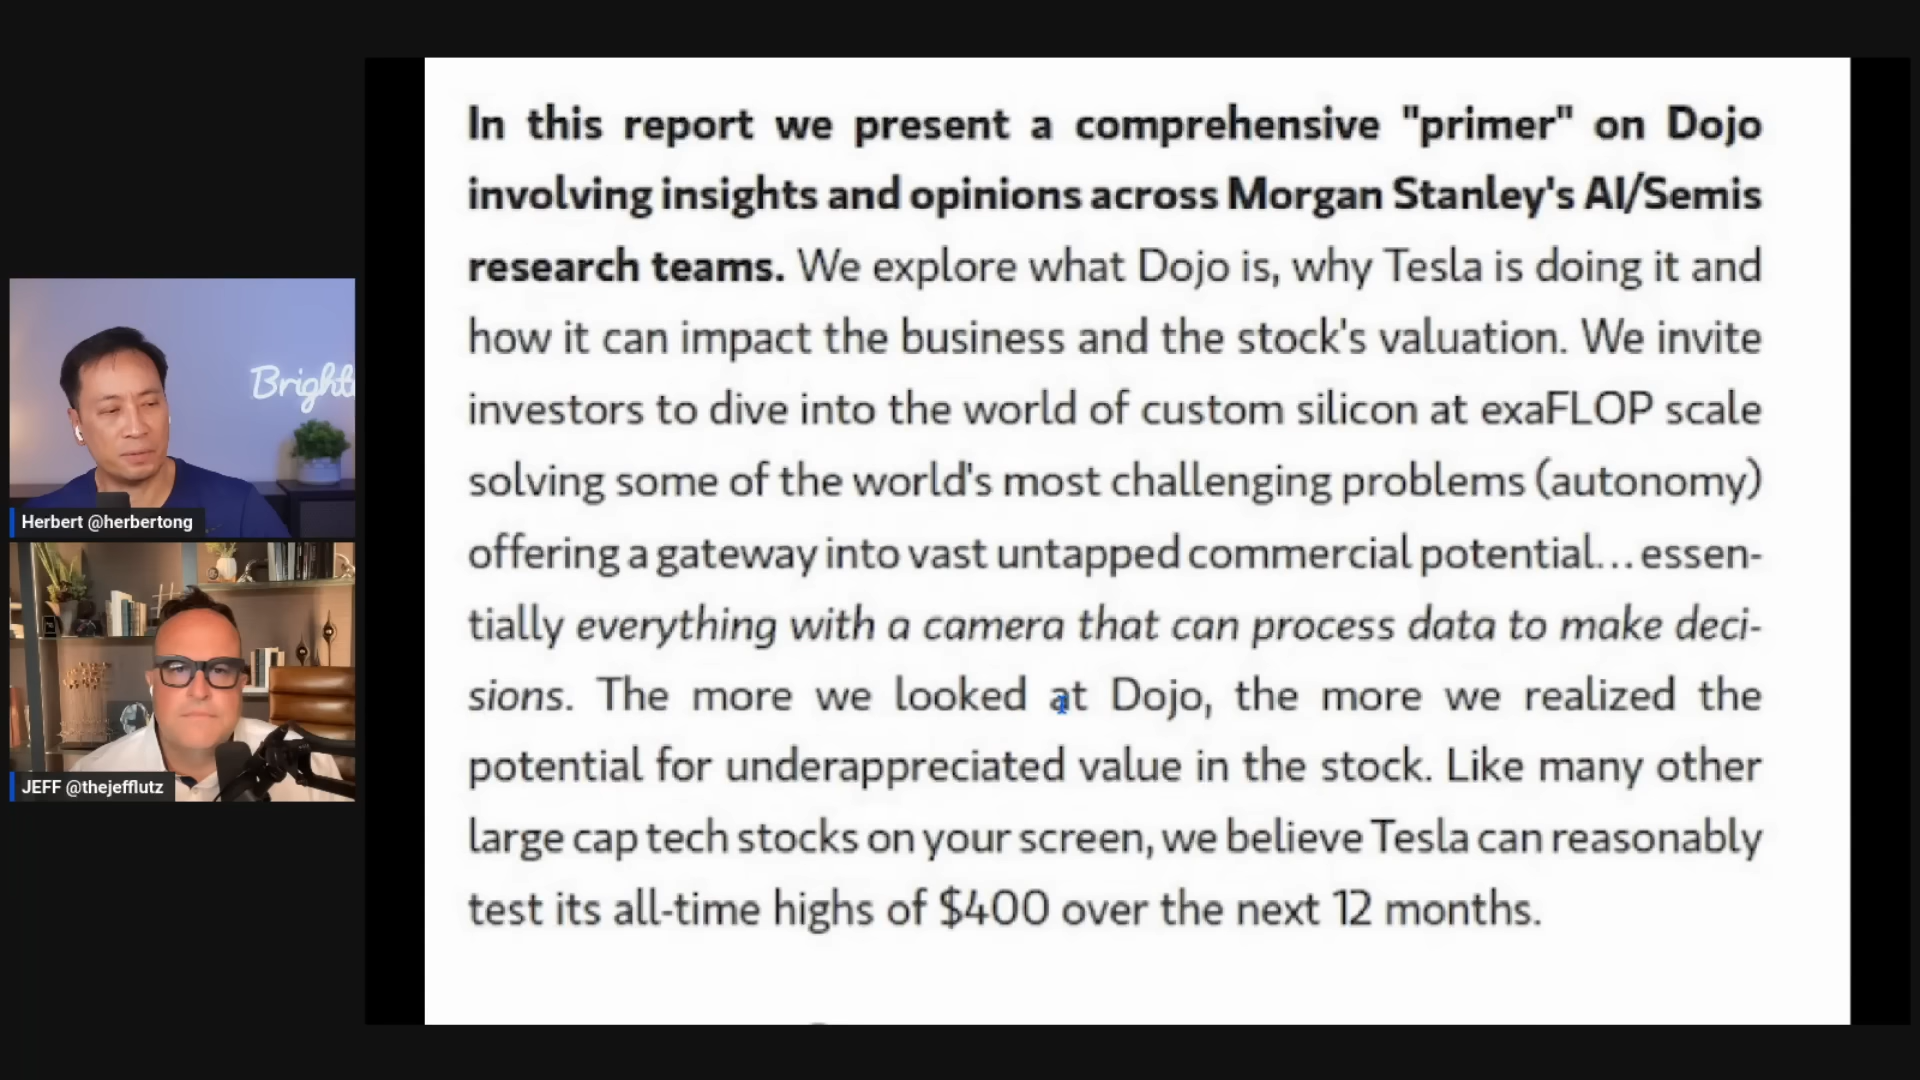 In this report we present a comprehensive "primer" on Dojo
involving insights and opinions across Morgan Stanley's AI/Semis
research teams. We explore what Dojo is, why Tesla is doing it and
how it can impact the business and the stock's valuation. We invite
investors to dive into the world of custom silicon at exaFLOP scale
solving some of the world's most challenging problems (autonomy)
offering a gateway into vast untapped commercial potential... essen-
tially everything with a camera that can process data to make deci-
sions. The more we looked at Dojo, the more we realized the
potential for underappreciated value in the stock. Like many other
large cap tech stocks on your screen, we believe Tesla can reasonably
test its all-time highs of $400 over the next 12 months.
Herbert @herbertong
JEFF @thejefflutz